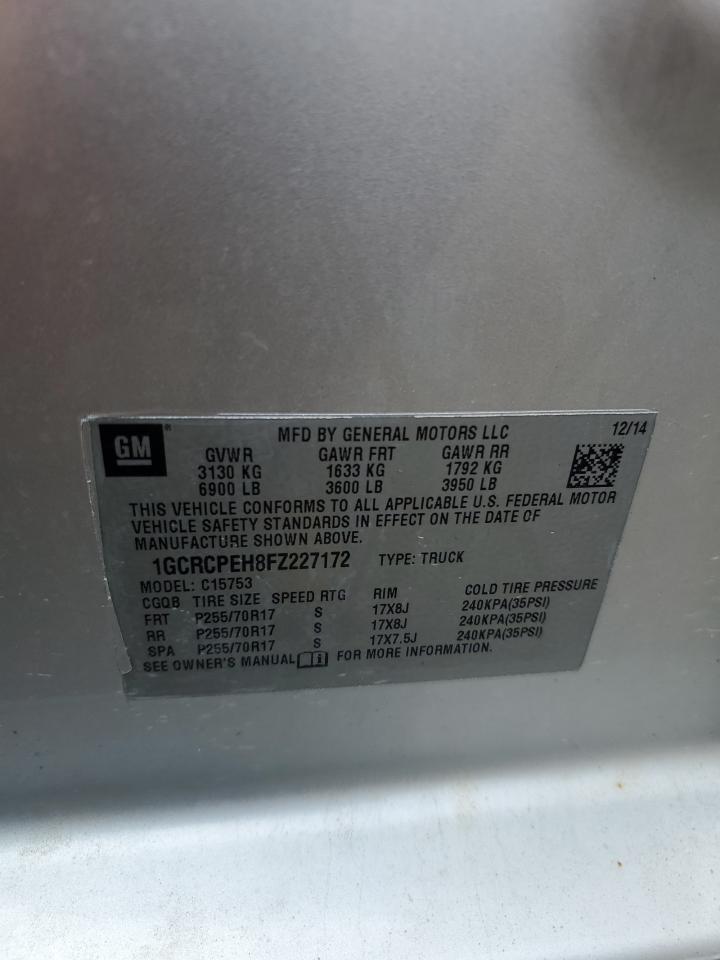 GM ®
MFD BY GENERAL MOTORS LLC 12/14
GVWR GAWR FRT GAWR RR
3130 KG 1633 KG 1792 KG
6900 LB 3600 LB 3950 LB
THIS VEHICLE CONFORMS TO ALL APPLICABLE U.S. FEDERAL MOTOR
VEHICLE SAFETY STANDARDS IN EFFECT ON THE DATE OF
MANUFACTURE SHOWN ABOVE.
1GCRCPEH8FZ227172 TYPE: TRUCK
MODEL: C15753
CGQB TIRE SIZE SPEED RTG RIM COLD TIRE PRESSURE
FRT P255/70R17 S 17X8J 240KPA(35PSI)
RR P255/70R17 S 17X8J 240KPA(35PSI)
SPA P255/70R17 S 17X7.5J 240KPA(35PSI)
SEE OWNER'S MANUAL i FOR MORE INFORMATION.